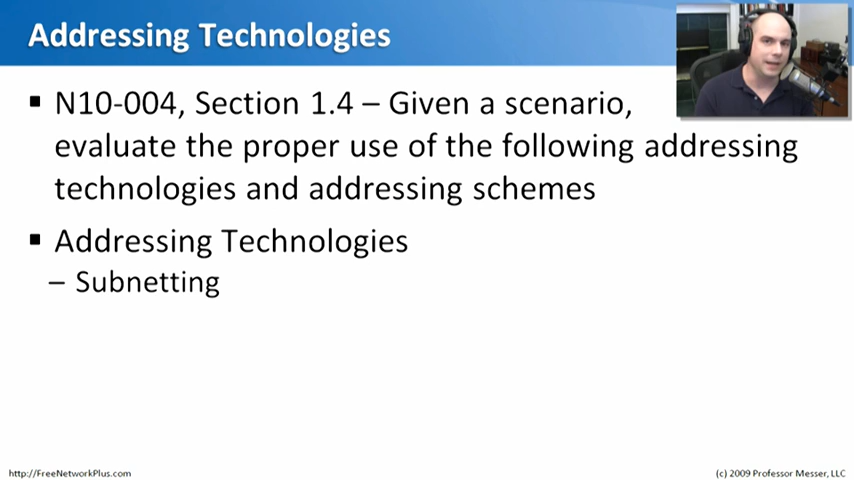 Addressing Technologies
▪ N10-004, Section 1.4 – Given a scenario,
evaluate the proper use of the following addressing
technologies and addressing schemes
▪ Addressing Technologies
– Subnetting
http://FreeNetworkPlus.com
(c) 2009 Professor Messer, LLC